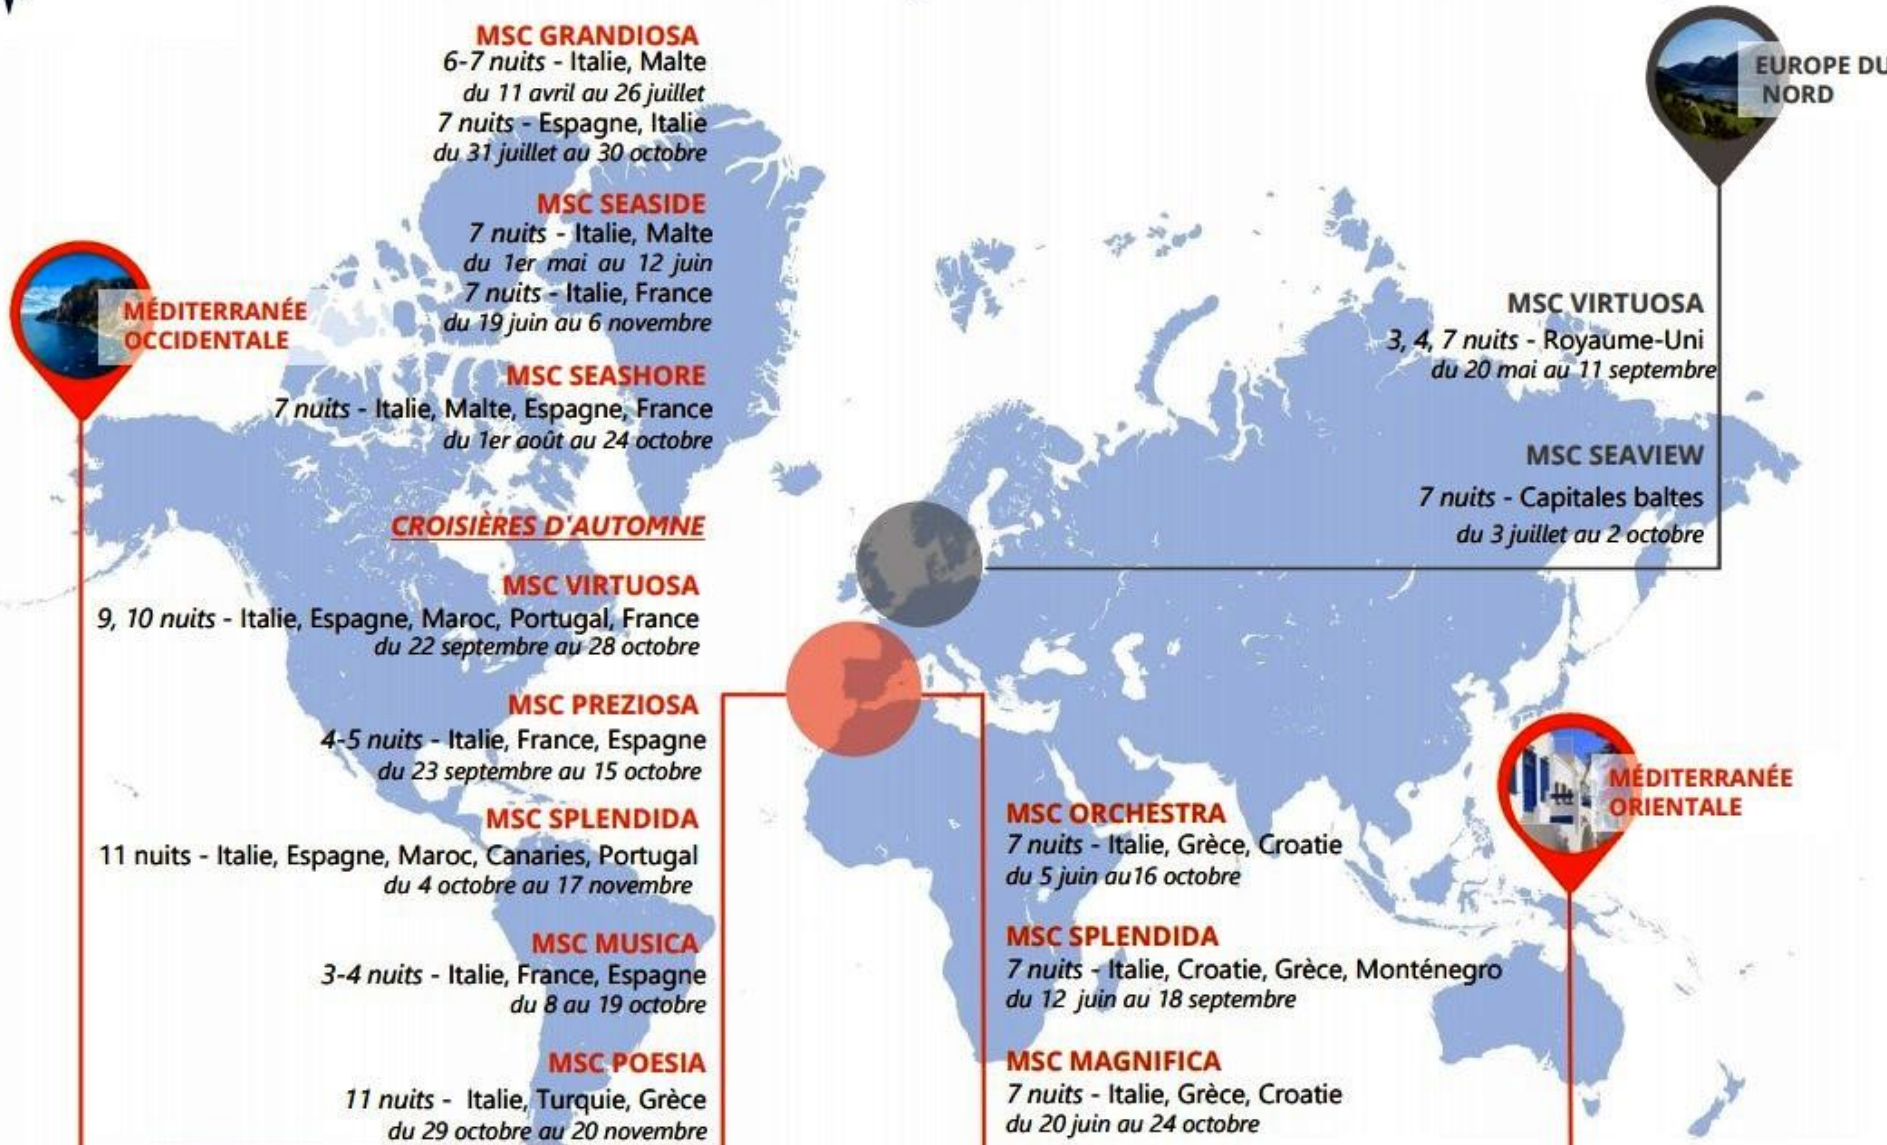 MSC GRANDIOSA
6-7 nuits - Italie, Malte
du 11 avril au 26 juillet
7 nuits - Espagne, Italie
du 31 juillet au 30 octobre
MSC SEASIDE
7 nuits - Italie, Malte
du 1er mai au 12 juin
7 nuits - Italie, France
du 19 juin au 6 novembre
MÉDITERRANÉE
OCCIDENTALE
MSC SEASHORE
7 nuits - Italie, Malte, Espagne, France
du 1er août au 24 octobre
CROISIÈRES D'AUTOMNE
MSC VIRTUOSA
9, 10 nuits - Italie, Espagne, Maroc, Portugal, France
du 22 septembre au 28 octobre
MSC PREZIOSA
4-5 nuits - Italie, France, Espagne
du 23 septembre au 15 octobre
MSC SPLENDIDA
11 nuits - Italie, Espagne, Maroc, Canaries, Portugal
du 4 octobre au 17 novembre
MSC MUSICA
3-4 nuits - Italie, France, Espagne
du 8 au 19 octobre
MSC POESIA
11 nuits - Italie, Turquie, Grèce
du 29 octobre au 20 novembre
EUROPE DU
NORD
MSC VIRTUOSA
3, 4, 7 nuits - Royaume-Uni
du 20 mai au 11 septembre
MSC SEAVIEW
7 nuits - Capitales baltes
du 3 juillet au 2 octobre
MÉDITERRANÉE
ORIENTALE
MSC ORCHESTRA
7 nuits - Italie, Grèce, Croatie
du 5 juin au16 octobre
MSC SPLENDIDA
7 nuits - Italie, Croatie, Grèce, Monténegro
du 12 juin au 18 septembre
MSC MAGNIFICA
7 nuits - Italie, Grèce, Croatie
du 20 juin au 24 octobre